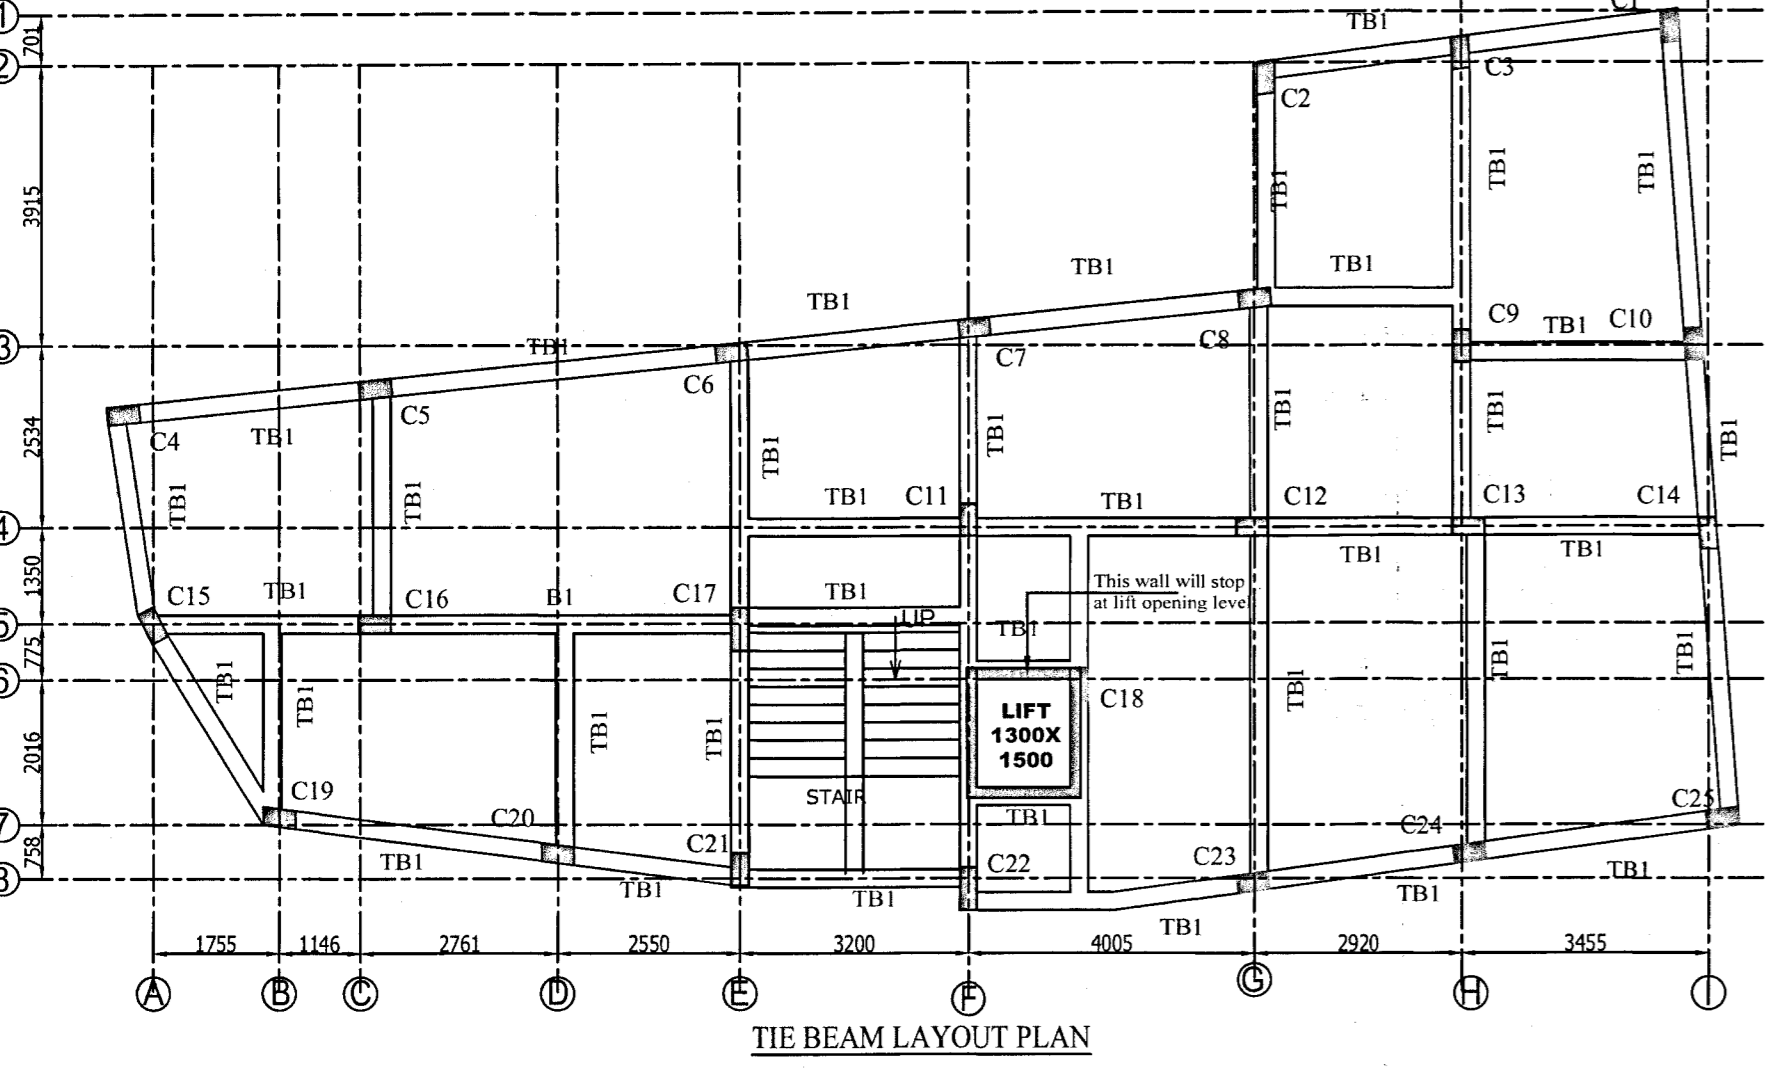 1
TB1
C1
701
2
C3
C2
3915
TB1
TB1
TB1
TB1
TB1
TB1
C9
TB1
C10
3
TB1
C8
C7
C6
C5
2534
C4
TB1
TB1
TB1
TB1
TB1
TB1
TB1
TB1
TB1
C11
TB1
C12
C13
C14
4
TB1
TB1
1350
This wall will stop
at lift opening level
C15
TB1
C16
B1
C17
TB1
UP
TB1
5
775
6
TB1
TB1
TB1
TB1
TB1
TB1
TB1
C18
LIFT
1300X
1500
2016
STAIR
C19
C20
TB1
C25
7
C24
C21
C22
C23
758
TB1
TB1
TB1
TB1
TB1
TB1
8
1755
1146
2761
2550
3200
4005
2920
3455
A
B
C
D
E
F
G
H
I
TIE BEAM LAYOUT PLAN